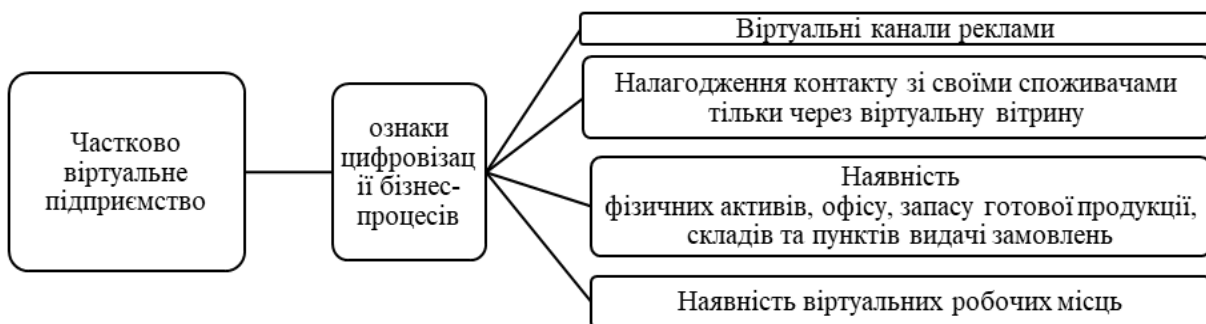 Частково
віртуальне
підприємство
ознаки
цифровізац
ії бізнес-
процесів
Віртуальні канали реклами
Налагодження контакту зі своїми споживачами
тільки через віртуальну вітрину
Наявність
фізичних активів, офісу, запасу готової продукції,
складів та пунктів видачі замовлень
Наявність віртуальних робочих місць